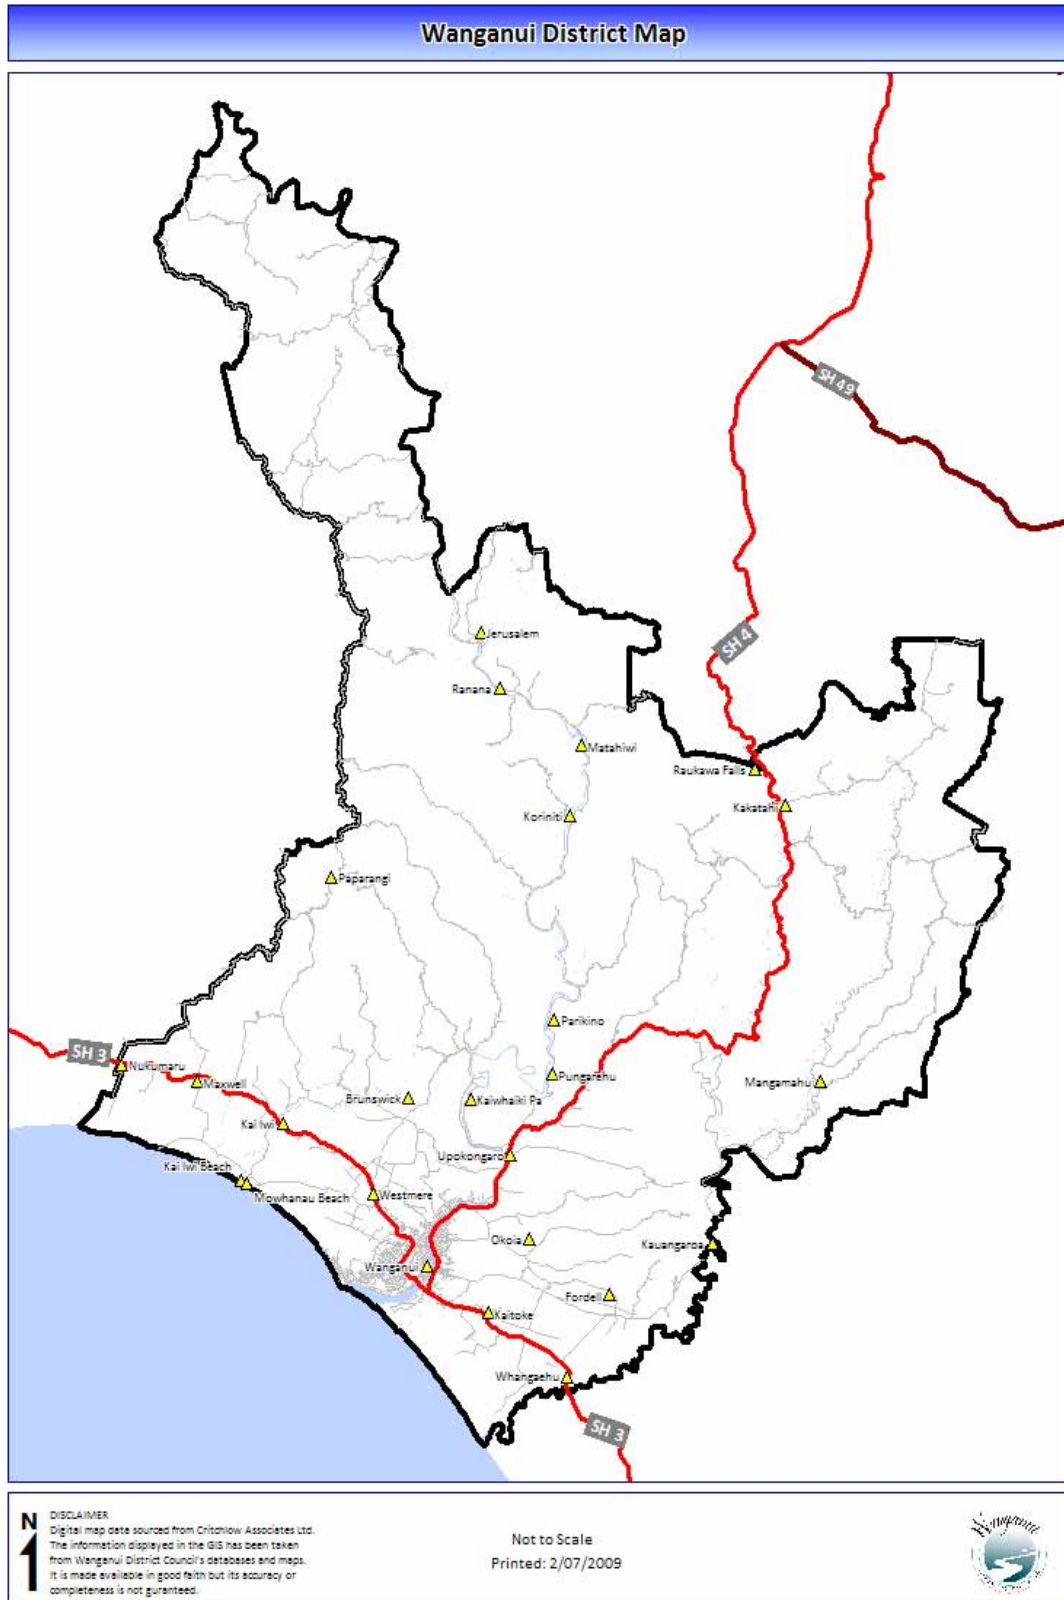 Wanganui District Map
SH 49
SH 4
Jerusalem
Ranana
Matahiwi
Raukawa Falls
Kakatahi
Koriniti
Paparangi
Parikino
SH 3
Nukumaru
Maxwell
Pungarehu
Mangamahu
Brunswick
Kaiwhaiki Pa
Kai Iwi
Upokongaro
Kai Iwi Beach
Mowhanau Beach
Westmere
Okoia
Kauangaroa
Wanganui
Fordell
Kaitoke
Whangaehu
SH 3
N
DISCLAIMER
Digital map data sourced from Critchlow Associates Ltd.
The information displayed in the GIS has been taken
from Wanganui District Council's databases and maps.
It is made available in good faith but its accuracy or
completeness is not guranteed.
Not to Scale
Printed: 2/07/2009
Wanganui